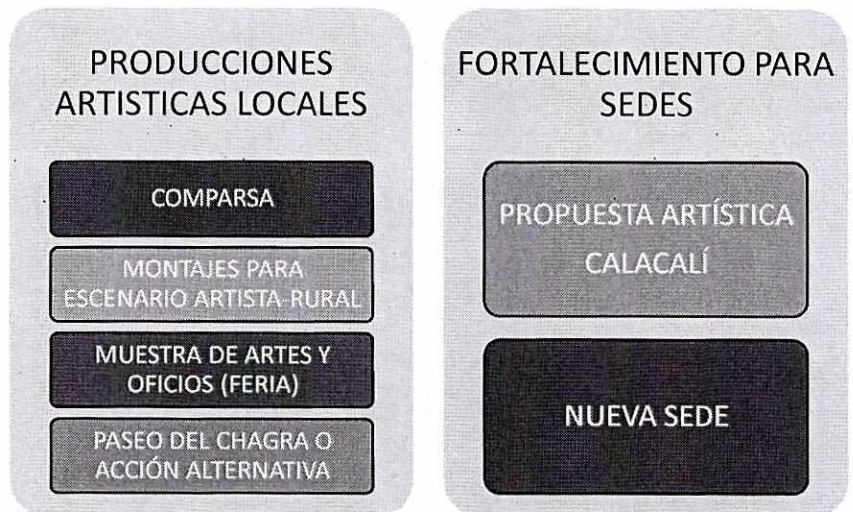 PRODUCCIONES
ARTISTICAS LOCALES
COMPARSA
MONTAJES PARA
ESCENARIO ARTISTA-RURAL
MUESTRA DE ARTES Y
OFICIOS (FERIA)
PASEO DEL CHAGRA O
ACCIÓN ALTERNATIVA
FORTALECIMIENTO PARA
SEDES
PROPUESTA ARTÍSTICA
CALACALÍ
NUEVA SEDE